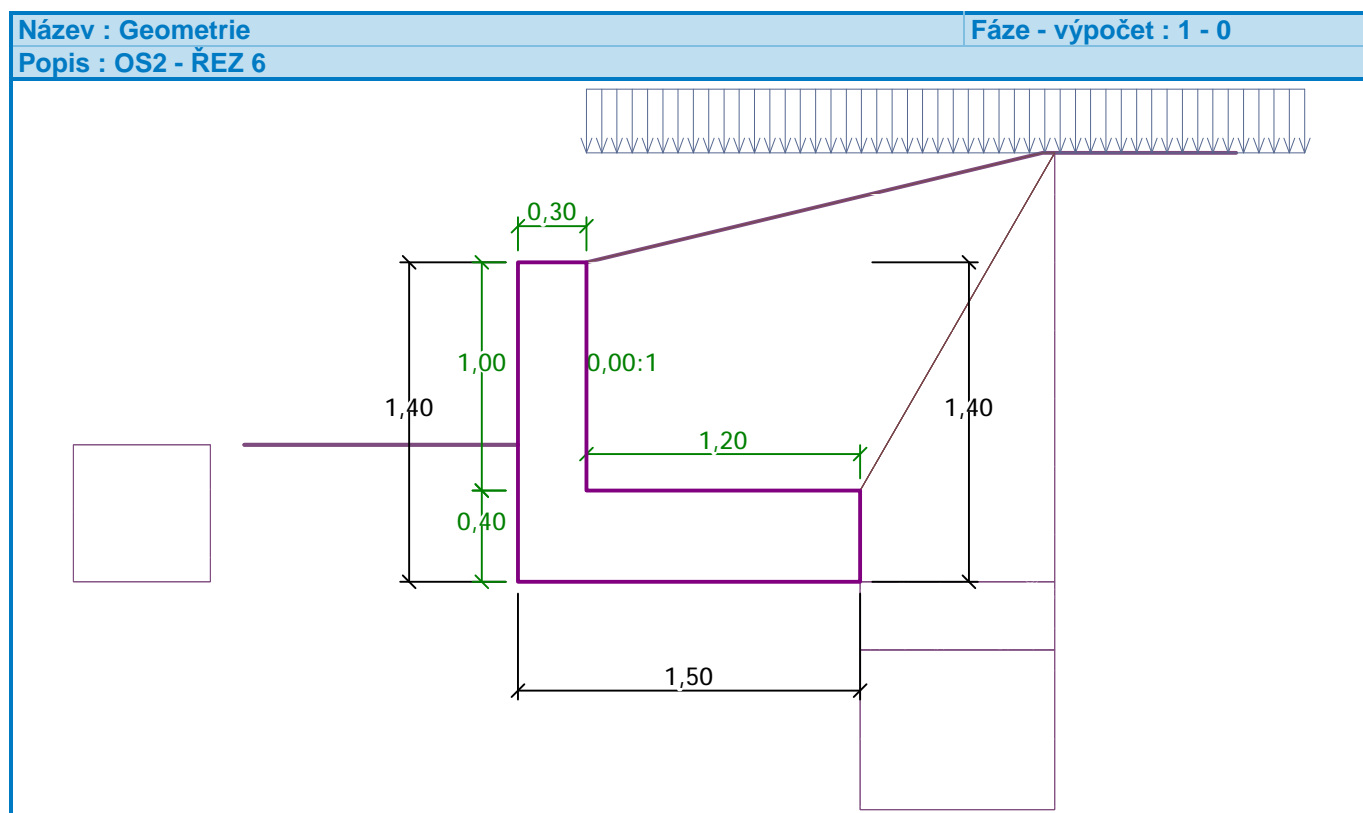 Název : Geometrie
Fáze - výpočet : 1 - 0
Popis : OS2 - ŘEZ 6
0,30
1,00
0,00:1
1,40
1,40
1,20
0,40
1,50